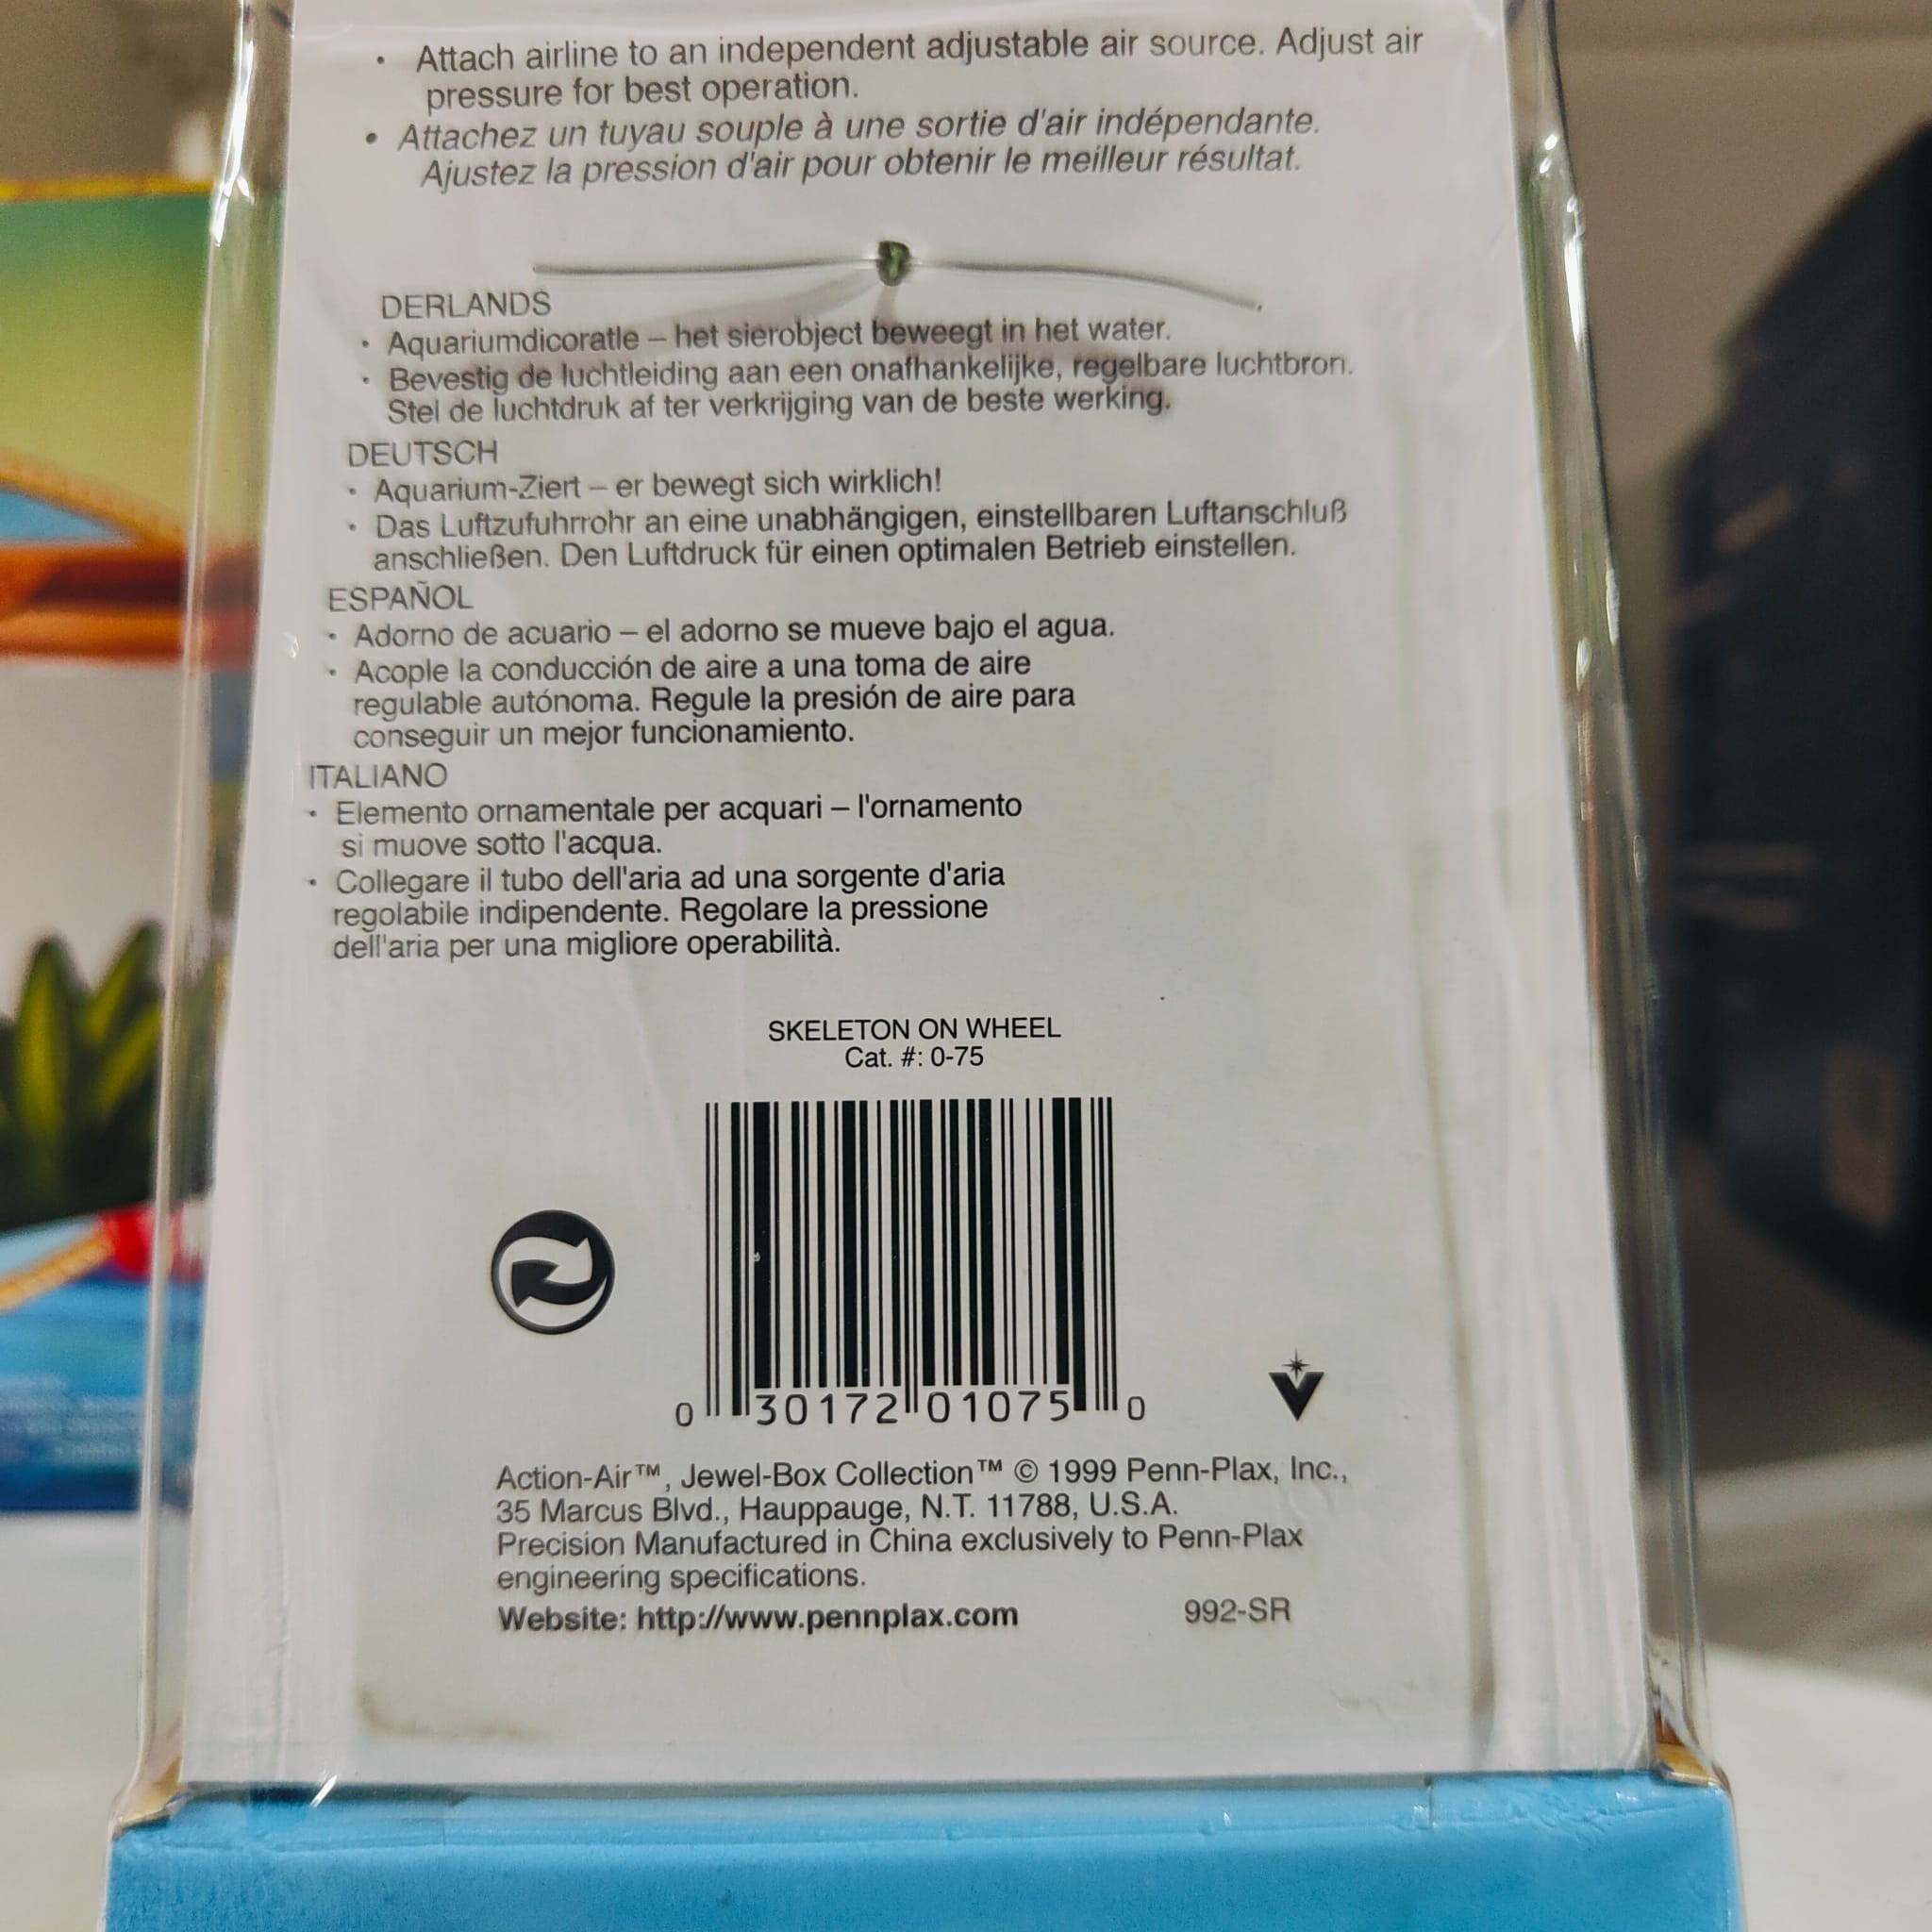 • Attach airline to an independent adjustable air source. Adjust air
pressure for best operation.
• Attachez un tuyau souple à une sortie d'air indépendante.
Ajustez la pression d'air pour obtenir le meilleur résultat.
DERLANDS
• Aquariumdicoratle – het sierobject beweegt in het water.
• Bevestig de luchtleiding aan een onafhankelijke, regelbare luchtbron.
Stel de luchtdruk af ter verkrijging van de beste werking.
DEUTSCH
• Aquarium-Ziert – er bewegt sich wirklich!
• Das Luftzufuhrrohr an eine unabhängigen, einstellbaren Luftanschluß
anschließen. Den Luftdruck für einen optimalen Betrieb einstellen.
ESPAÑOL
• Adorno de acuario – el adorno se mueve bajo el agua.
• Acople la conducción de aire a una toma de aire
regulable autónoma. Regule la presión de aire para
conseguir un mejor funcionamiento.
ITALIANO
• Elemento ornamentale per acquari – l'ornamento
si muove sotto l'acqua.
• Collegare il tubo dell'aria ad una sorgente d'aria
regolabile indipendente. Regolare la pressione
dell'aria per una migliore operabilità.
SKELETON ON WHEEL
Cat. #: 0-75
0 30172 01075 0
Action-Air™, Jewel-Box Collection™ © 1999 Penn-Plax, Inc.,
35 Marcus Blvd., Hauppauge, N.T. 11788, U.S.A.
Precision Manufactured in China exclusively to Penn-Plax
engineering specifications.
Website: http://www.pennplax.com 992-SR